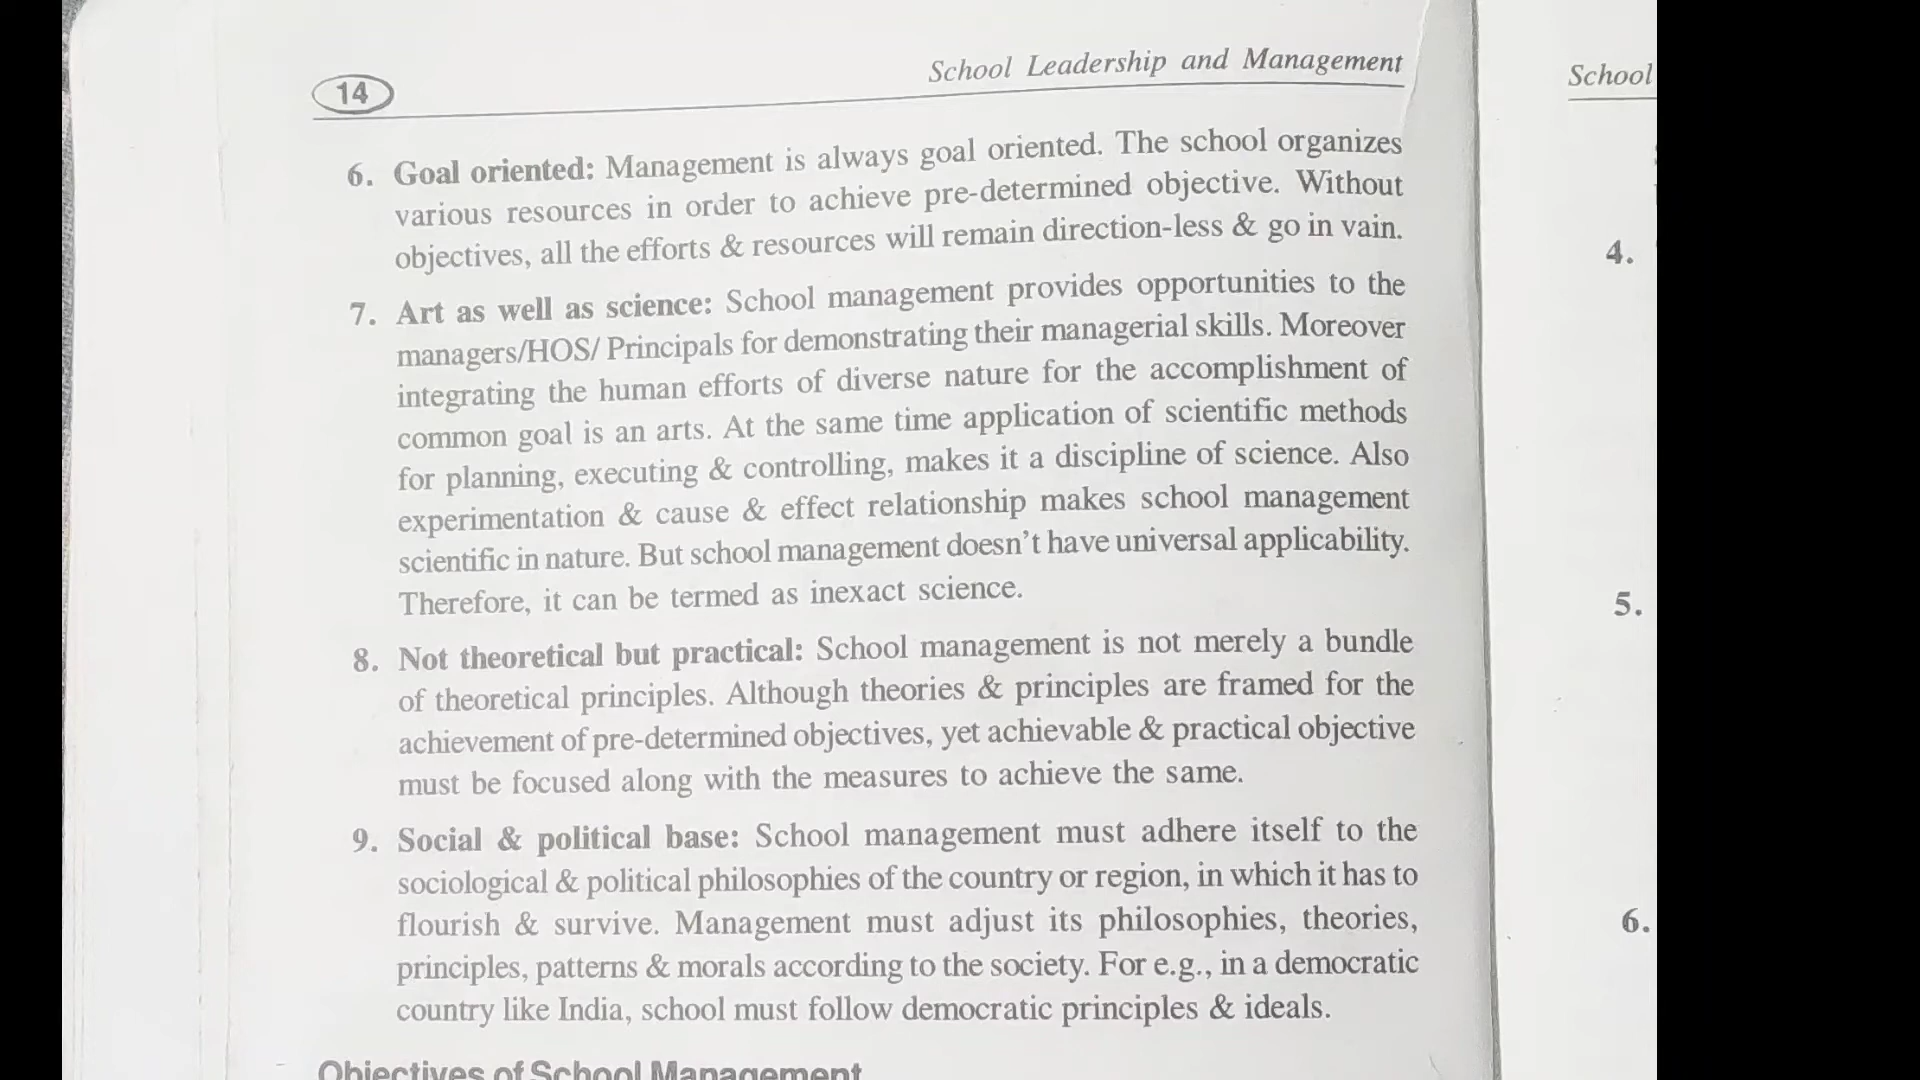 14
School Leadership and Management
6. Goal oriented: Management is always goal oriented. The school organizes
various resources in order to achieve pre-determined objective. Without
objectives, all the efforts & resources will remain direction-less & go in vain.
7. Art as well as science: School management provides opportunities to the
managers/HOS/ Principals for demonstrating their managerial skills. Moreover
integrating the human efforts of diverse nature for the accomplishment of
common goal is an arts. At the same time application of scientific methods
for planning, executing & controlling, makes it a discipline of science. Also
experimentation & cause & effect relationship makes school management
scientific in nature. But school management doesn't have universal applicability.
Therefore, it can be termed as inexact science.
8. Not theoretical but practical: School management is not merely a bundle
of theoretical principles. Although theories & principles are framed for the
achievement of pre-determined objectives, yet achievable & practical objective
must be focused along with the measures to achieve the same.
9. Social & political base: School management must adhere itself to the
sociological & political philosophies of the country or region, in which it has to
flourish & survive. Management must adjust its philosophies, theories,
principles, patterns & morals according to the society. For e.g., in a democratic
country like India, school must follow democratic principles & ideals.
Objectives of School Management
School
4.
5.
6.